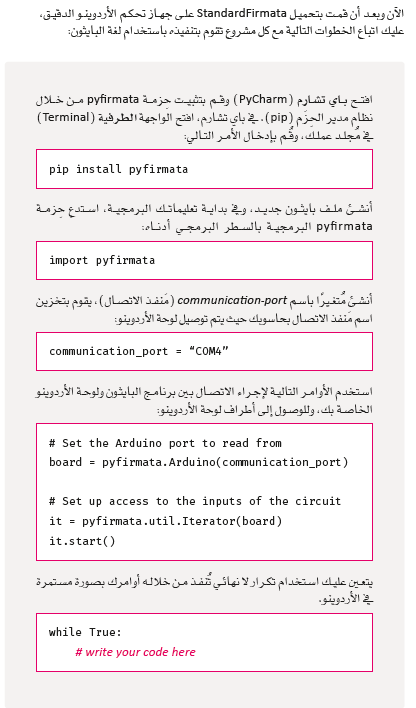 الآن وبعد أن قمت بتحميل StandardFirmata على جهاز تحكم الأردوينو الدقيق،
عليك اتباع الخطوات التالية مع كل مشروع تقوم بتنفيذه باستخدام لغة البايثون:
افتح باي تشارم (PyCharm) وقم بتثبيت حِزمة pyfirmata من خلال
نظام مدير الحِزَم (pip). في باي تشارم، افتح الواجهة الطرفية (Terminal)
في مُجلد عملك، وقُم بإدخال الأمر التالي:
pip install pyfirmata
أنشئ ملف بايثون جديد، وفي بداية تعليماتك البرمجية، استدعِ حِزمة
pyfirmata البرمجية بالسطر البرمجي أدناه:
import pyfirmata
أنشئ مُتغيرًا باسم communication-port (مَنفذ الاتصال)، يقوم بتخزين
اسم مَنفذ الاتصال بحاسوبك حيث يتم توصيل لوحة الأردوينو:
communication_port = “COM4”
استخدم الأوامر التالية لإجراء الاتصال بين برنامج البايثون ولوحة الأردوينو
الخاصة بك، وللوصول إلى أطراف لوحة الأردوينو:
# Set the Arduino port to read from
board = pyfirmata.Arduino(communication_port)
# Set up access to the inputs of the circuit
it = pyfirmata.util.Iterator(board)
it.start()
يتعين عليك استخدام تكرار لا نهائي تُنفذ من خلاله أوامرك بصورة مستمرة
في الأردوينو.
while True:
# write your code here